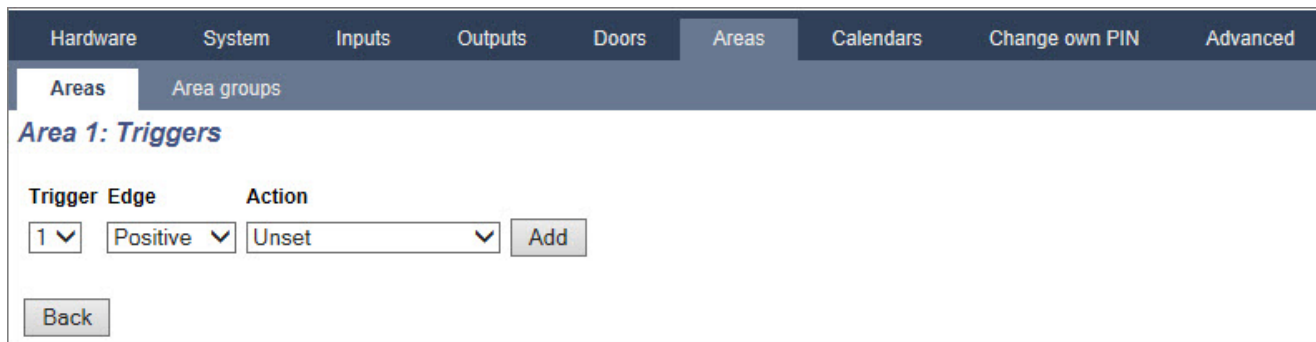 Hardware System Inputs Outputs Doors Areas Calendars Change own PIN Advanced
Areas Area groups
Area 1: Triggers
Trigger Edge Action
1 Positive Unset Add
Back